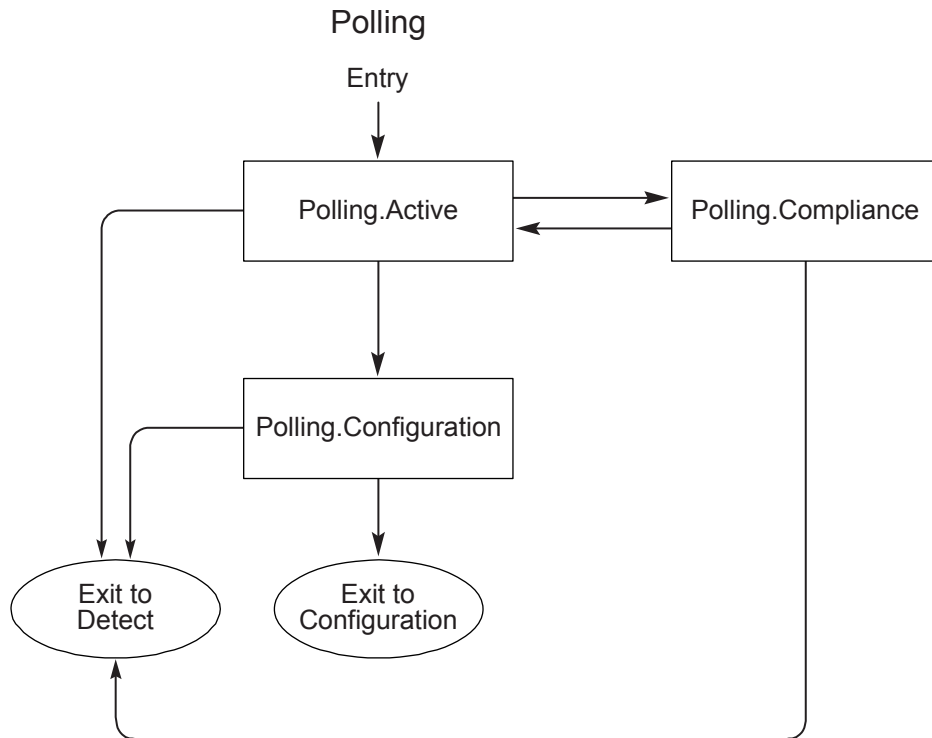 Polling
Entry
Polling.Active
Polling.Compliance
Polling.Configuration
Exit to
Detect
Exit to
Configuration